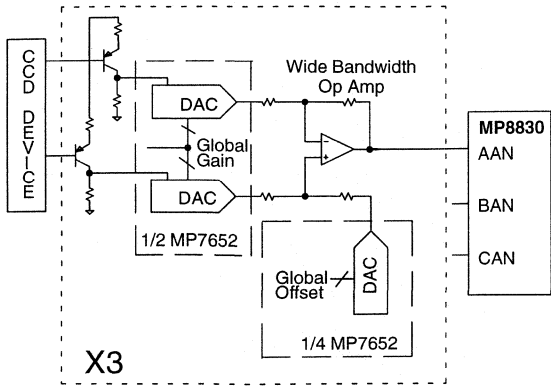 CCD DEVICE
DAC
Global
Gain
DAC
1/2 MP7652
Wide Bandwidth
Op Amp
-
+
Global
Offset
DAC
1/4 MP7652
X3
MP8830
AAN
BAN
CAN